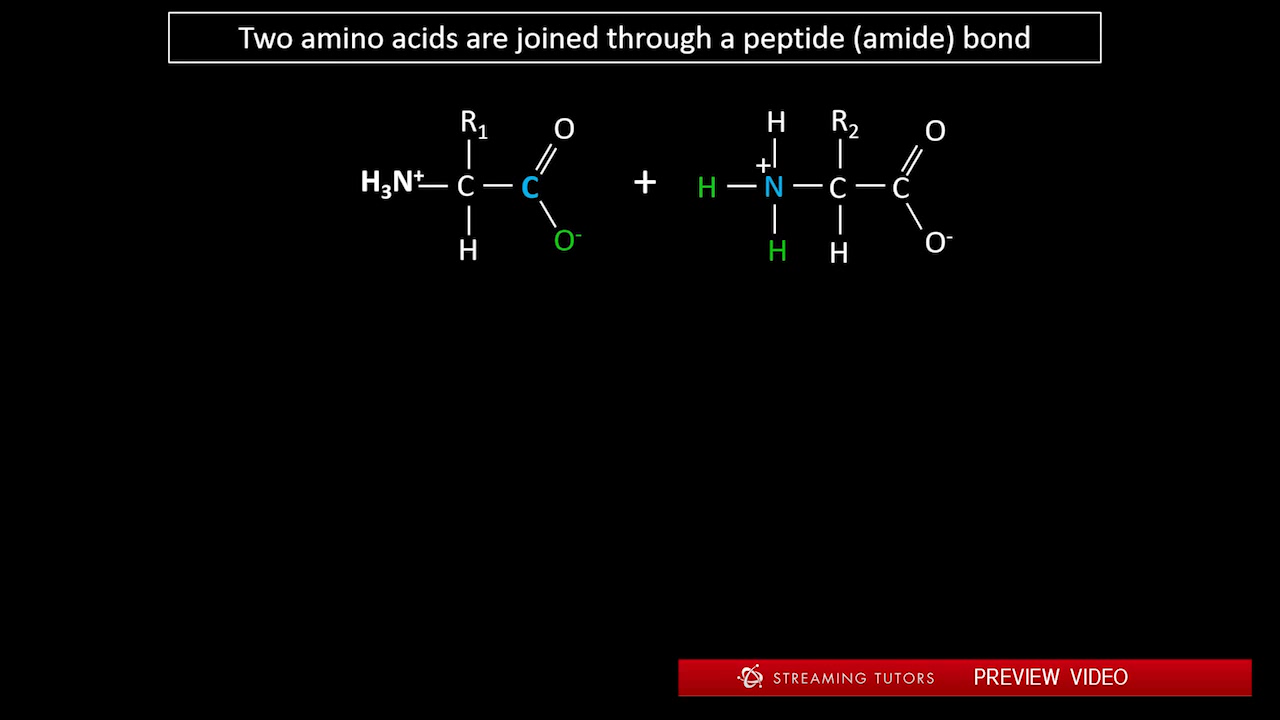 Two amino acids are joined through a peptide (amide) bond
R₁ O H R₂ O
H₃N⁺ C C + H N⁺ C C
H O⁻ H H O⁻
STREAMING TUTORS PREVIEW VIDEO